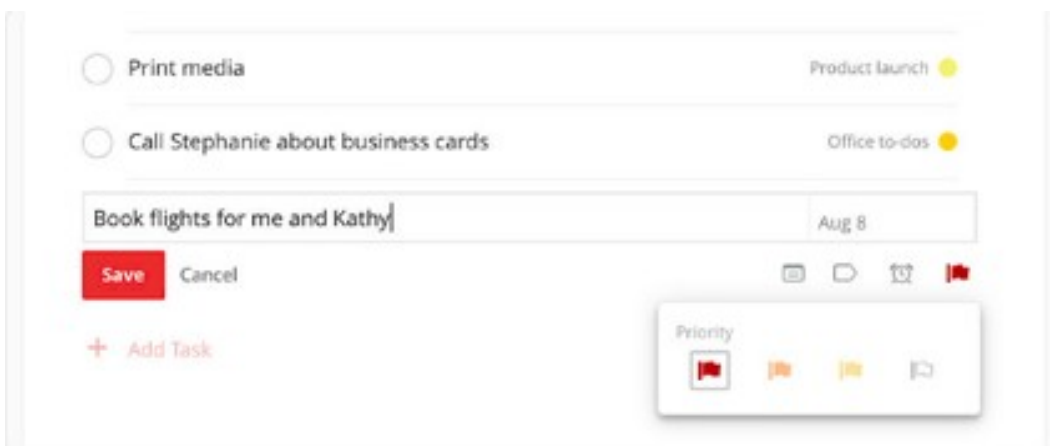 Print media
Product launch
Call Stephanie about business cards
Office to-dos
Book flights for me and Kathy
Aug 8
Save Cancel
+ Add Task
Priority